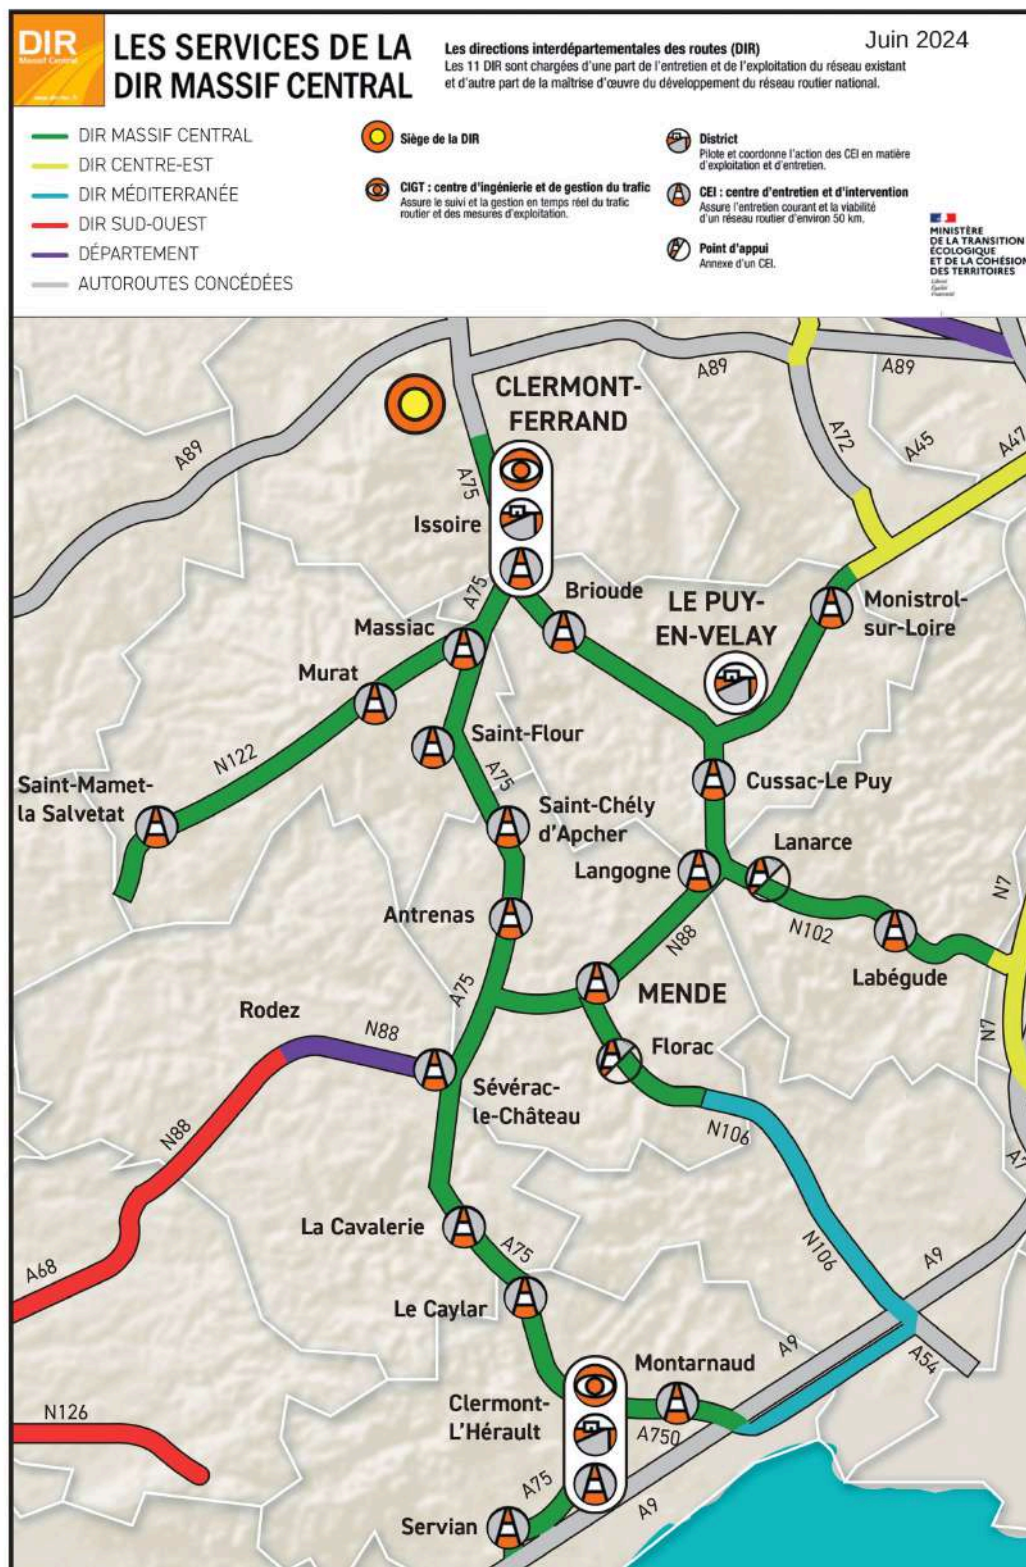 DIR
Massif Central
LES SERVICES DE LA
DIR MASSIF CENTRAL
Les directions interdépartementales des routes (DIR)
Les 11 DIR sont chargées d'une part de l'entretien et de l'exploitation du réseau existant
et d'autre part de la maîtrise d'œuvre du développement du réseau routier national.
Juin 2024
DIR MASSIF CENTRAL
DIR CENTRE-EST
DIR MÉDITERRANÉE
DIR SUD-OUEST
DÉPARTEMENT
AUTOROUTES CONCÉDÉES
Siège de la DIR
CIGT : centre d'ingénierie et de gestion du trafic
Assure le suivi et la gestion en temps réel du trafic
routier et des mesures d'exploitation.
District
Pilote et coordonne l'action des CEI en matière
d'exploitation et d'entretien.
CEI : centre d'entretien et d'intervention
Assure l'entretien courant et la viabilité
d'un réseau routier d'environ 50 km.
Point d'appui
Annexe d'un CEI.
MINISTÈRE
DE LA TRANSITION
ÉCOLOGIQUE
ET DE LA COHÉSION
DES TERRITOIRES
Liberté
Égalité
Fraternité
A89
A89
CLERMONT-
FERRAND
A72
A45
A47
A89
A75
Issoire
A75
Brioude
LE PUY-
EN-VELAY
Monistrol-
sur-Loire
Massiac
Murat
Saint-Flour
N122
A75
Cussac-Le Puy
Saint-Mamet-
la Salvetat
Saint-Chély
d'Apcher
Lanarce
Langogne
N7
Antrenas
N88
N102
Labégude
A75
MENDE
Rodez
N88
Florac
N7
Sévérac-
le-Château
N88
N106
A7
La Cavalerie
A75
N106
A9
A68
Le Caylar
A9
A54
Montarnaud
Clermont-
L'Hérault
N126
A750
A75
A9
Servian